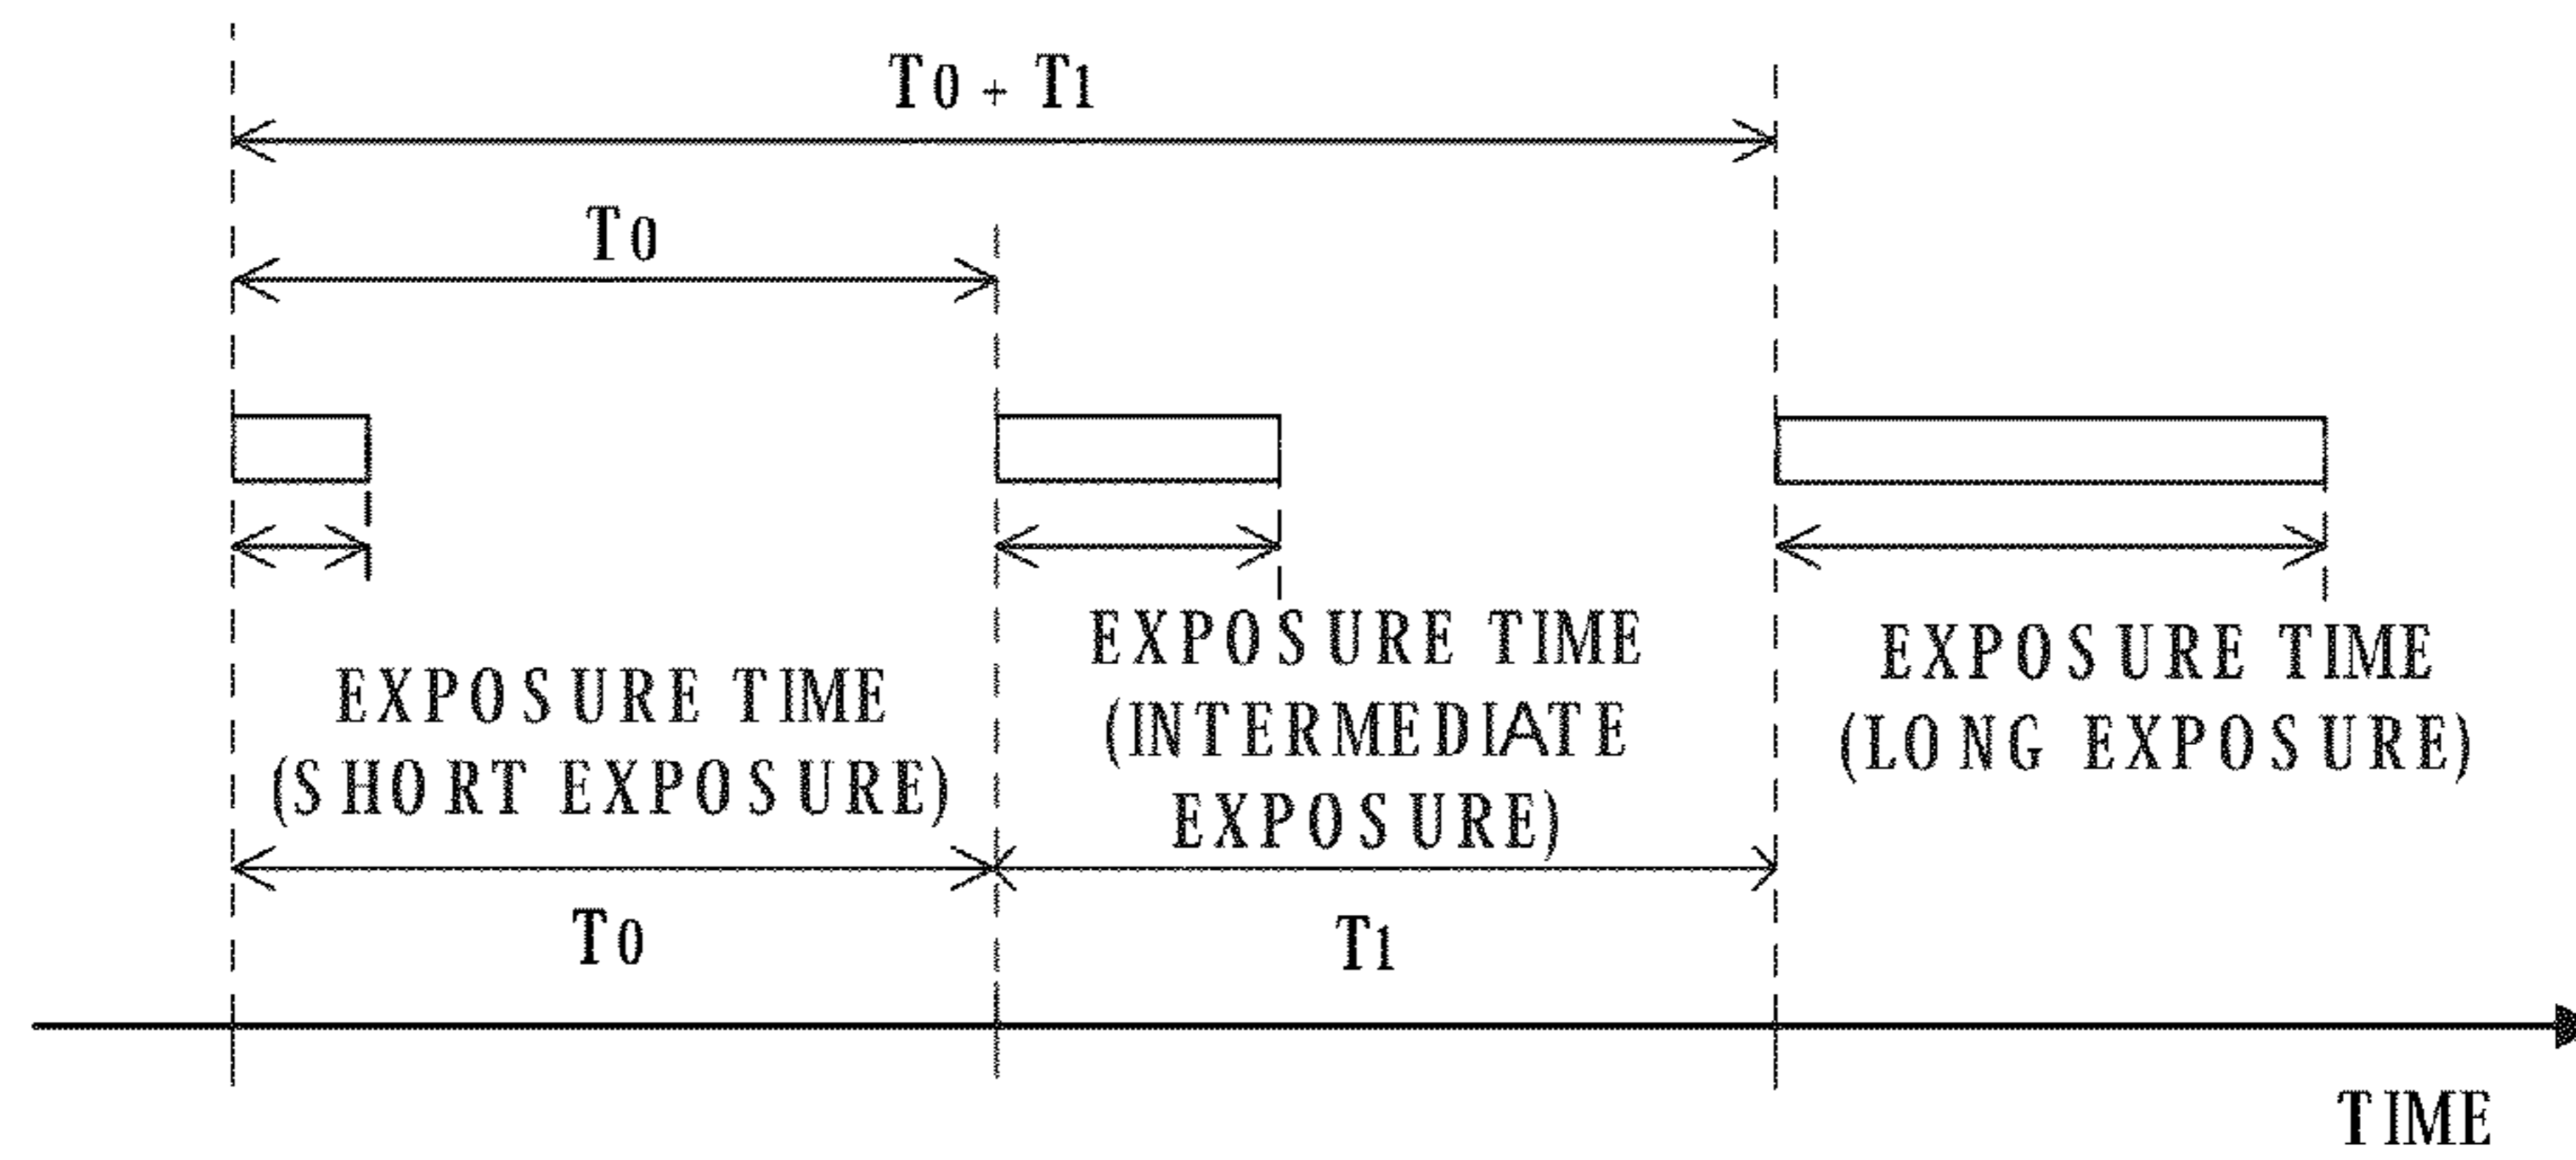 T0 + T1
T0
EXPOSURE TIME
(SHORT EXPOSURE)
EXPOSURE TIME
(INTERMEDIATE
EXPOSURE)
EXPOSURE TIME
(LONG EXPOSURE)
T0
T1
TIME